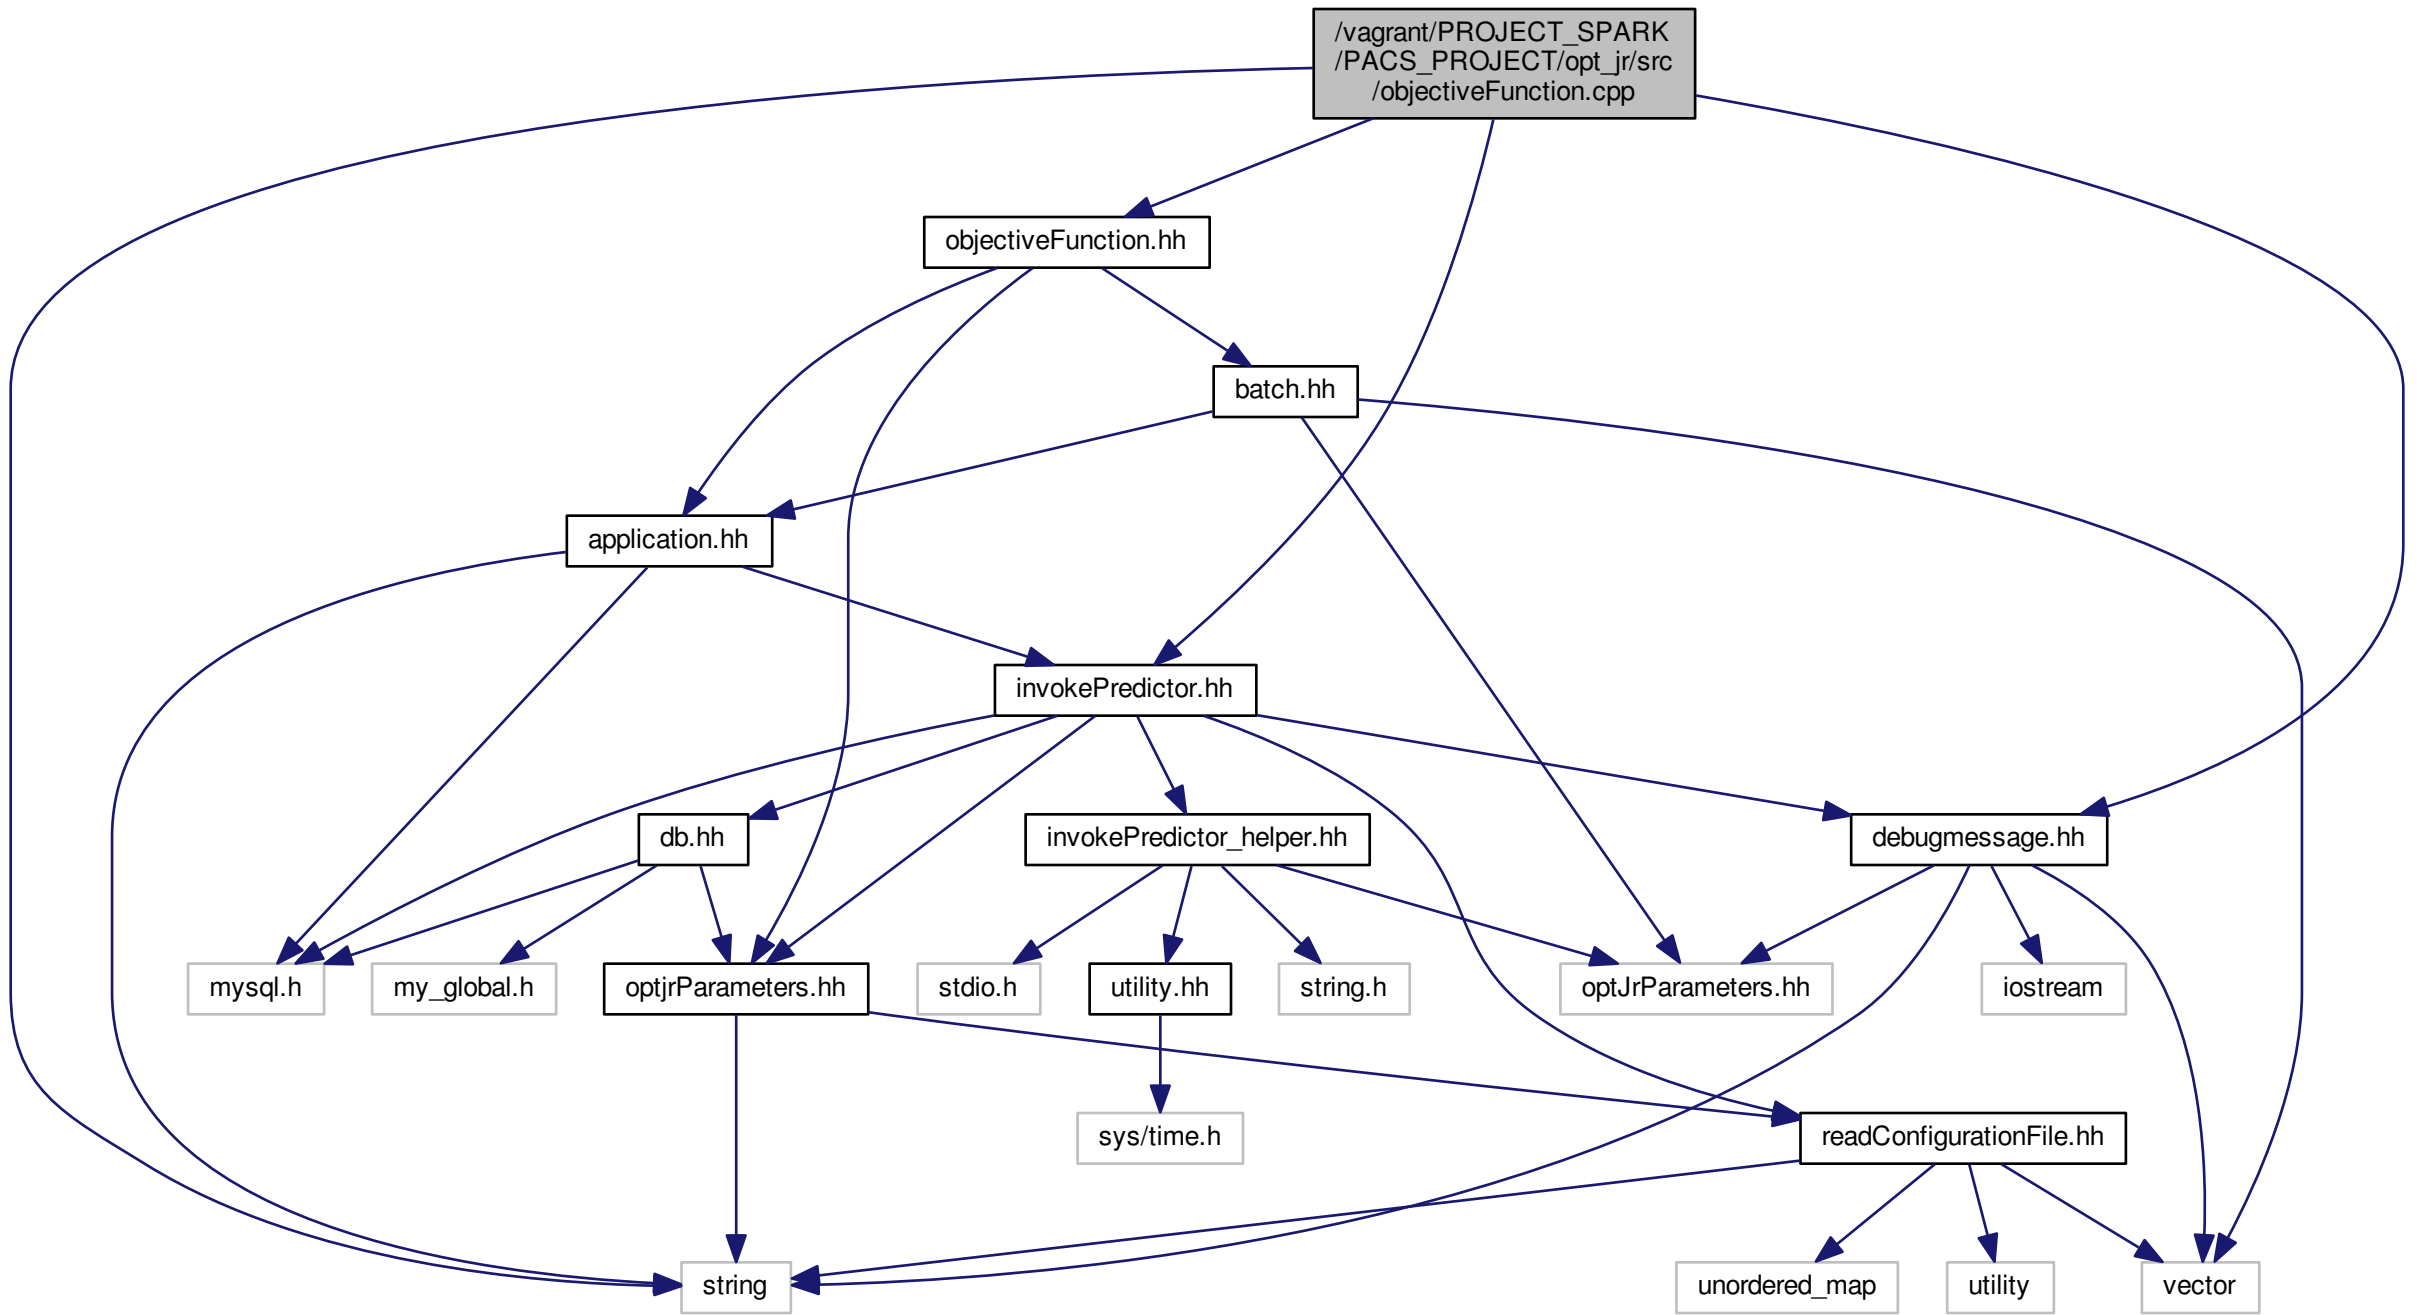 /vagrant/PROJECT_SPARK
/PACS_PROJECT/opt_jr/src
/objectiveFunction.cpp
objectiveFunction.hh
batch.hh
application.hh
invokePredictor.hh
db.hh
invokePredictor_helper.hh
debugmessage.hh
mysql.h
my_global.h
optjrParameters.hh
stdio.h
utility.hh
string.h
optJrParameters.hh
iostream
sys/time.h
readConfigurationFile.hh
string
unordered_map
utility
vector